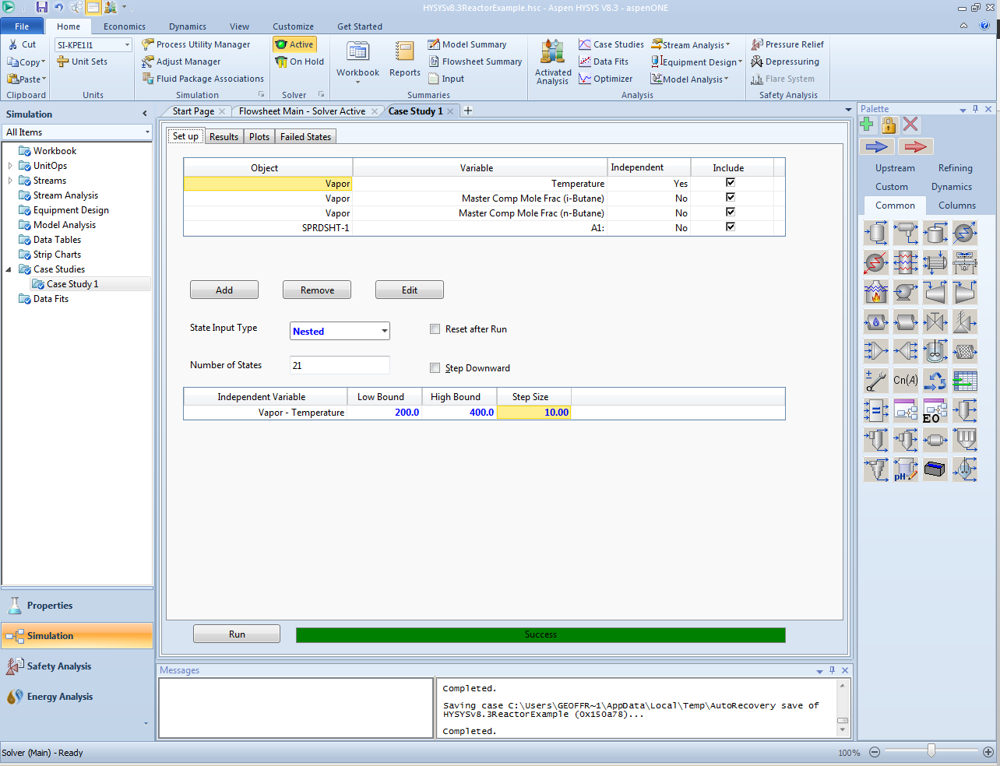 HYSYSv8.3ReactorExample.hsc - Aspen HYSYS V8.3 - aspenONE
File Home Economics Dynamics View Customize Get Started
Cut
Copy
Paste
Clipboard
SI-KPE1I1
Unit Sets
Units
Process Utility Manager
Adjust Manager
Fluid Package Associations
Simulation
Active
On Hold
Solver
Workbook
Reports
Model Summary
Flowsheet Summary
Input
Summaries
Activated
Analysis
Case Studies
Data Fits
Optimizer
Stream Analysis
Equipment Design
Model Analysis
Analysis
Pressure Relief
Depressuring
Flare System
Safety Analysis
Simulation
All Items
Workbook
UnitOps
Streams
Stream Analysis
Equipment Design
Model Analysis
Data Tables
Strip Charts
Case Studies
Case Study 1
Data Fits
Properties
Simulation
Safety Analysis
Energy Analysis
Start Page Flowsheet Main - Solver Active Case Study 1
Set up Results Plots Failed States
Object Variable Independent Include
Vapor Temperature Yes
Vapor Master Comp Mole Frac (i-Butane) No
Vapor Master Comp Mole Frac (n-Butane) No
SPRDSHT-1 A1: No
Add Remove Edit
State Input Type Nested Reset after Run
Number of States 21 Step Downward
Independent Variable Low Bound High Bound Step Size
Vapor - Temperature 200.0 400.0 10.00
Run Success
Messages
Completed.
Saving case C:\Users\GEOFFR~1\AppData\Local\Temp\AutoRecovery save of
HYSYSv8.3ReactorExample (0x150a78)...
Completed.
Palette
Upstream Refining
Custom Dynamics
Common Columns
Cn(A)
EO
pH
Solver (Main) - Ready
100%